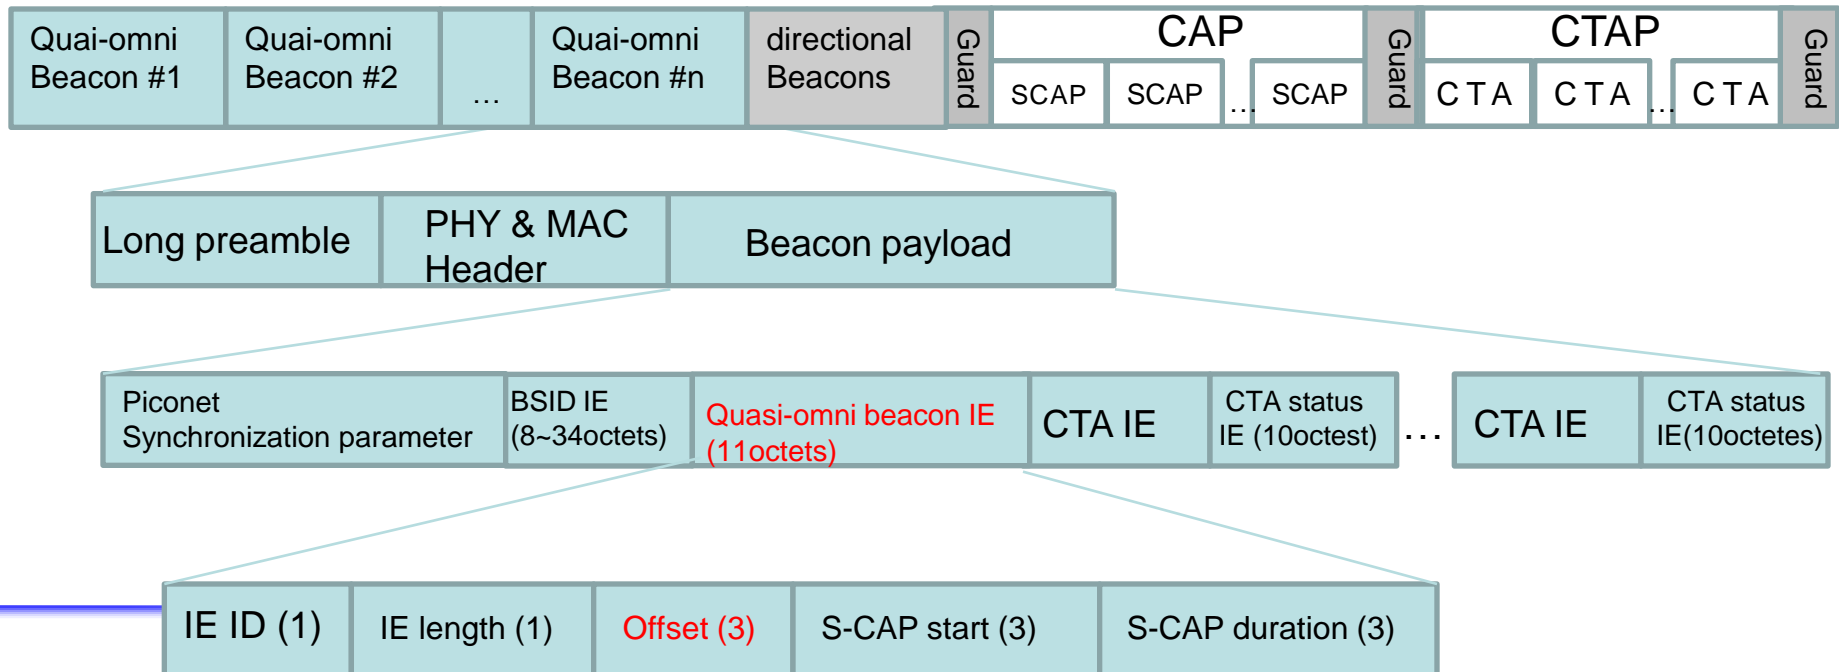 Quai-omni
Beacon #1
Quai-omni
Beacon #2
...
Quai-omni
Beacon #n
directional
Beacons
Guard
CAP
SCAP
SCAP
...
SCAP
Guard
CTAP
C T A
C T A
...
C T A
Guard
Long preamble
PHY & MAC
Header
Beacon payload
Piconet
Synchronization parameter
BSID IE
(8~34octets)
Quasi-omni beacon IE
(11octets)
CTA IE
CTA status
IE (10octest)
...
CTA IE
CTA status
IE(10octetes)
IE ID (1)
IE length (1)
Offset (3)
S-CAP start (3)
S-CAP duration (3)